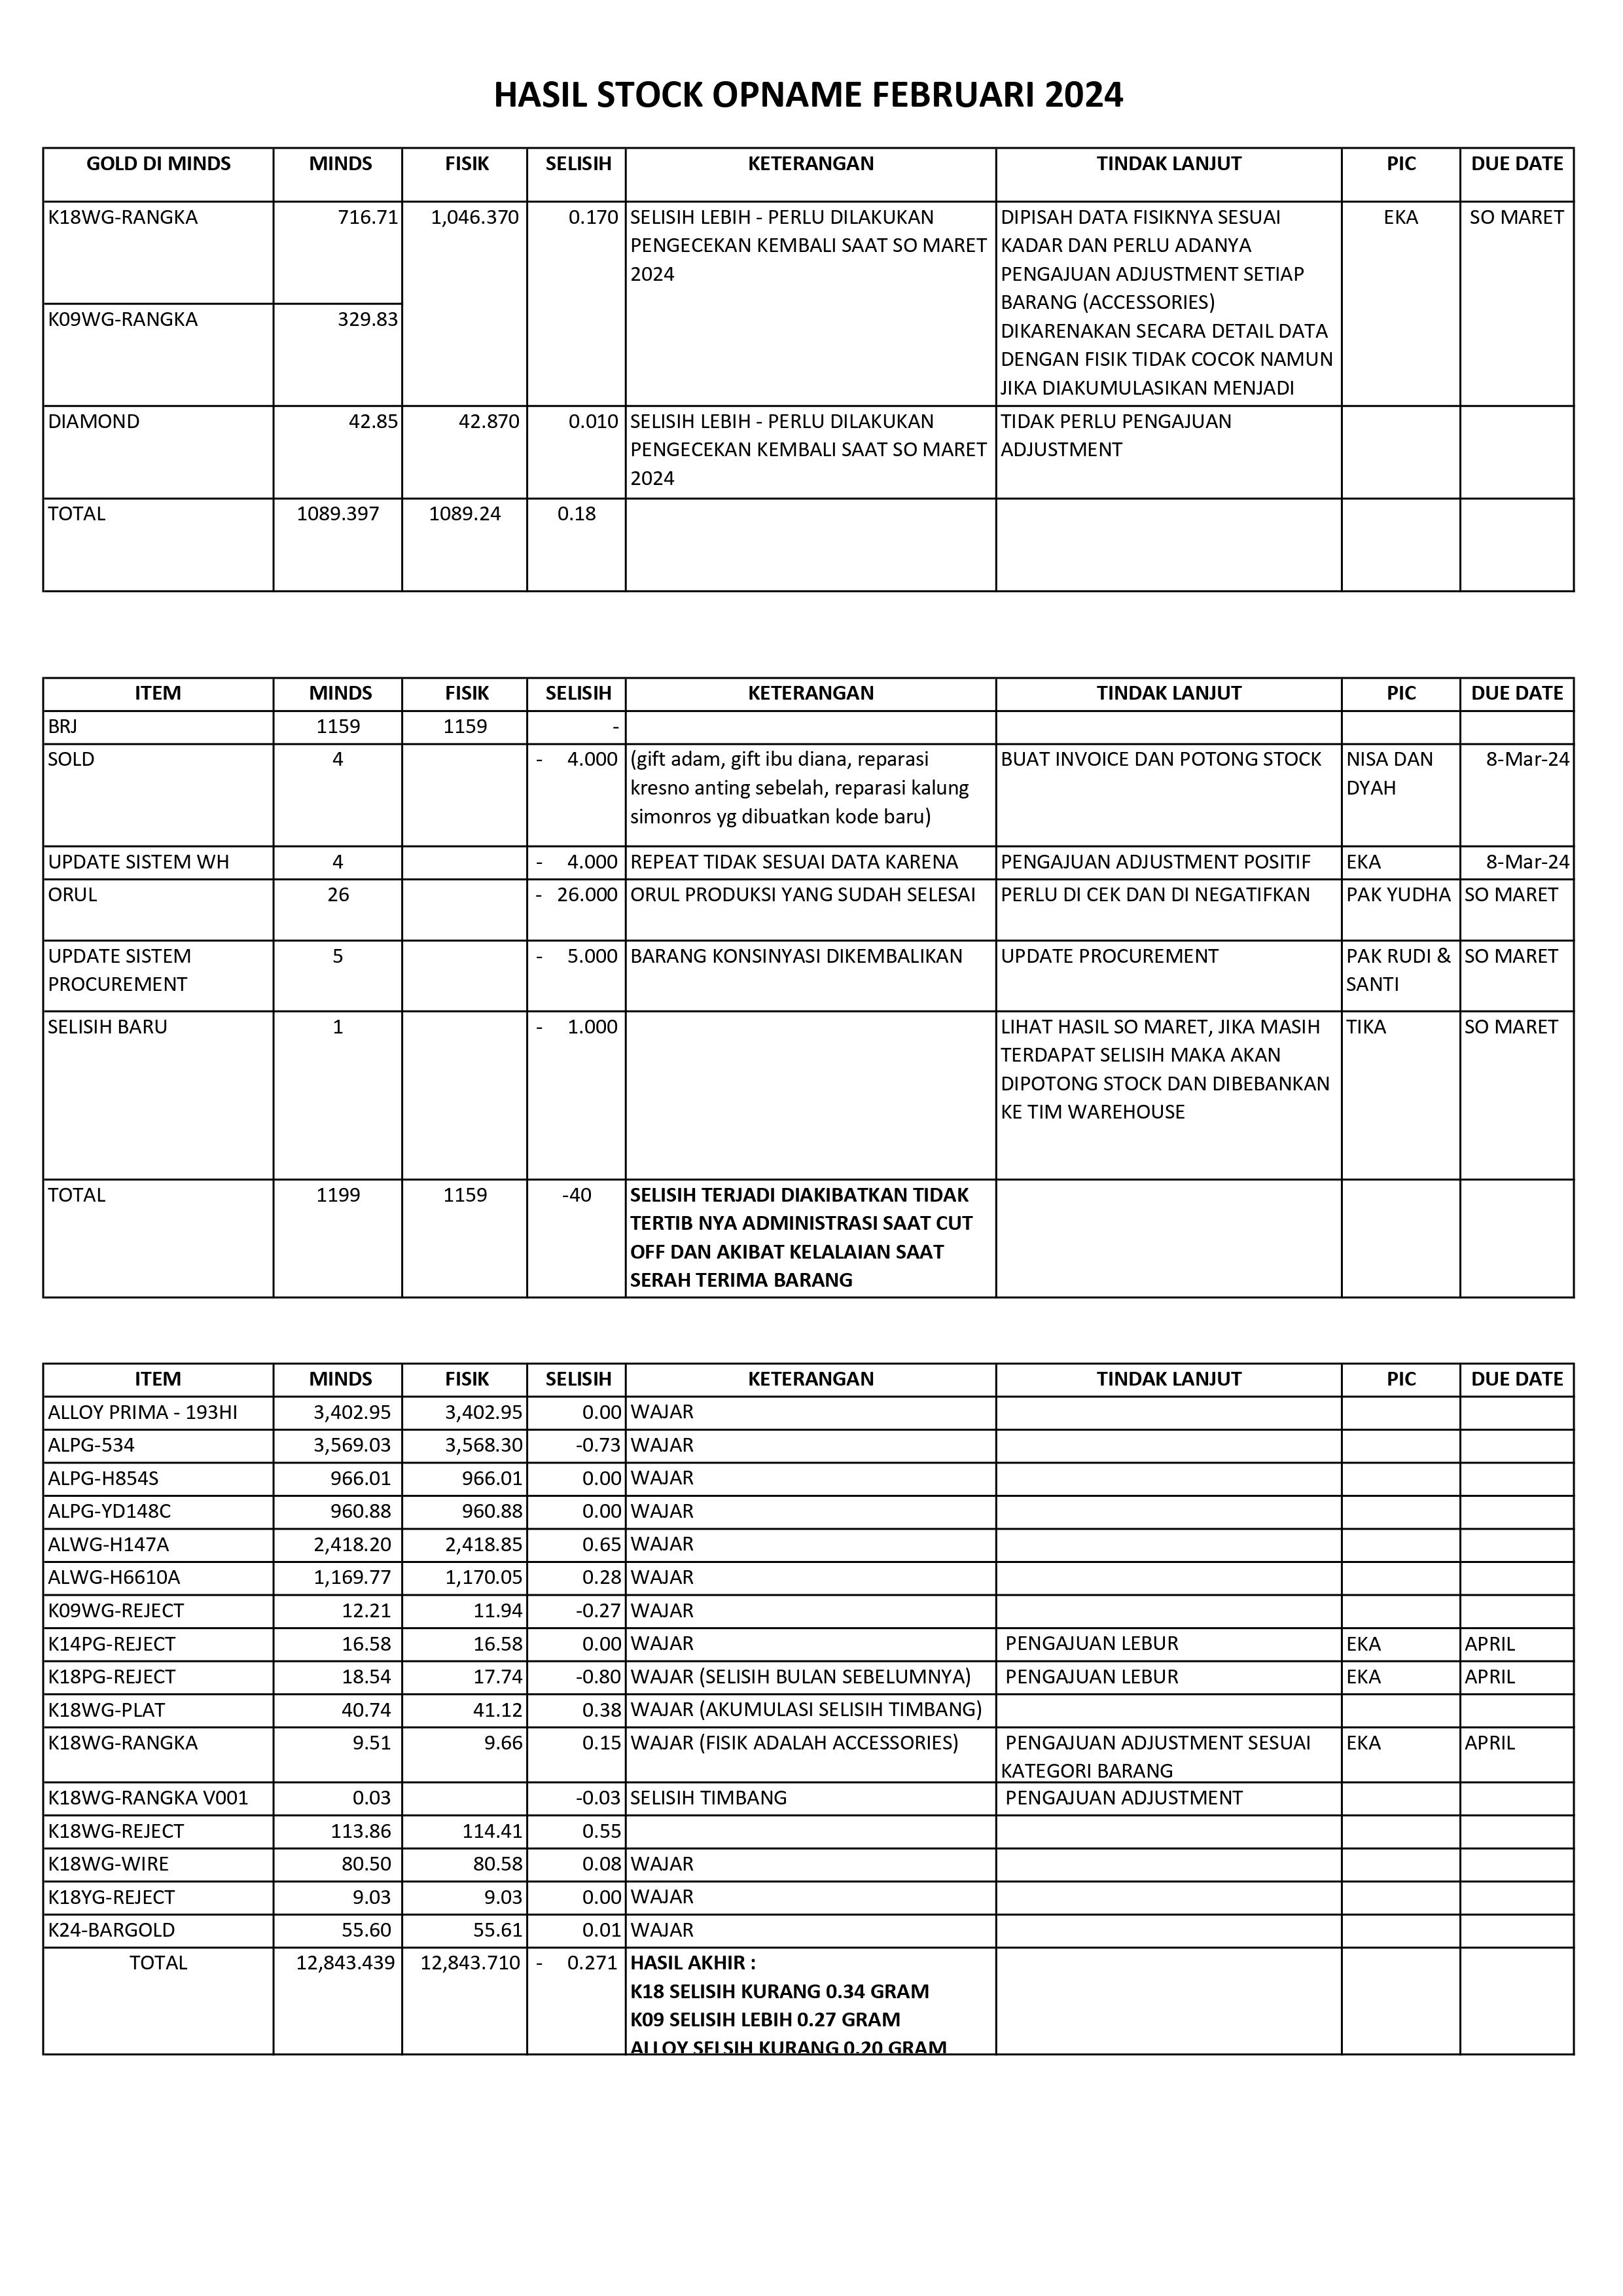 HASIL STOCK OPNAME FEBRUARI 2024
GOLD DI MINDS MINDS FISIK SELISIH KETERANGAN TINDAK LANJUT PIC DUE DATE
K18WG-RANGKA 716.71 1,046.370 0.170 SELISIH LEBIH - PERLU DILAKUKAN DIPISAH DATA FISIKNYA SESUAI EKA SO MARET
PENGECEKAN KEMBALI SAAT SO MARET KADAR DAN PERLU ADANYA
2024 PENGAJUAN ADJUSTMENT SETIAP
BARANG (ACCESSORIES)
K09WG-RANGKA 329.83 DIKARENAKAN SECARA DETAIL DATA
DENGAN FISIK TIDAK COCOK NAMUN
JIKA DIAKUMULASIKAN MENJADI
DIAMOND 42.85 42.870 0.010 SELISIH LEBIH - PERLU DILAKUKAN TIDAK PERLU PENGAJUAN
PENGECEKAN KEMBALI SAAT SO MARET ADJUSTMENT
2024
TOTAL 1089.397 1089.24 0.18
ITEM MINDS FISIK SELISIH KETERANGAN TINDAK LANJUT PIC DUE DATE
BRJ 1159 1159 -
SOLD 4 - 4.000 (gift adam, gift ibu diana, reparasi BUAT INVOICE DAN POTONG STOCK NISA DAN 8-Mar-24
kresno anting sebelah, reparasi kalung DYAH
simonros yg dibuatkan kode baru)
UPDATE SISTEM WH 4 - 4.000 REPEAT TIDAK SESUAI DATA KARENA PENGAJUAN ADJUSTMENT POSITIF EKA 8-Mar-24
ORUL 26 - 26.000 ORUL PRODUKSI YANG SUDAH SELESAI PERLU DI CEK DAN DI NEGATIFKAN PAK YUDHA SO MARET
UPDATE SISTEM 5 - 5.000 BARANG KONSINYASI DIKEMBALIKAN UPDATE PROCUREMENT PAK RUDI & SO MARET
PROCUREMENT SANTI
SELISIH BARU 1 - 1.000 LIHAT HASIL SO MARET, JIKA MASIH TIKA SO MARET
TERDAPAT SELISIH MAKA AKAN
DIPOTONG STOCK DAN DIBEBANKAN
KE TIM WAREHOUSE
TOTAL 1199 1159 -40 SELISIH TERJADI DIAKIBATKAN TIDAK
TERTIB NYA ADMINISTRASI SAAT CUT
OFF DAN AKIBAT KELALAIAN SAAT
SERAH TERIMA BARANG
ITEM MINDS FISIK SELISIH KETERANGAN TINDAK LANJUT PIC DUE DATE
ALLOY PRIMA - 193HI 3,402.95 3,402.95 0.00 WAJAR
ALPG-534 3,569.03 3,568.30 -0.73 WAJAR
ALPG-H854S 966.01 966.01 0.00 WAJAR
ALPG-YD148C 960.88 960.88 0.00 WAJAR
ALWG-H147A 2,418.20 2,418.85 0.65 WAJAR
ALWG-H6610A 1,169.77 1,170.05 0.28 WAJAR
K09WG-REJECT 12.21 11.94 -0.27 WAJAR
K14PG-REJECT 16.58 16.58 0.00 WAJAR PENGAJUAN LEBUR EKA APRIL
K18PG-REJECT 18.54 17.74 -0.80 WAJAR (SELISIH BULAN SEBELUMNYA) PENGAJUAN LEBUR EKA APRIL
K18WG-PLAT 40.74 41.12 0.38 WAJAR (AKUMULASI SELISIH TIMBANG)
K18WG-RANGKA 9.51 9.66 0.15 WAJAR (FISIK ADALAH ACCESSORIES) PENGAJUAN ADJUSTMENT SESUAI EKA APRIL
KATEGORI BARANG
K18WG-RANGKA V001 0.03 -0.03 SELISIH TIMBANG PENGAJUAN ADJUSTMENT
K18WG-REJECT 113.86 114.41 0.55
K18WG-WIRE 80.50 80.58 0.08 WAJAR
K18YG-REJECT 9.03 9.03 0.00 WAJAR
K24-BARGOLD 55.60 55.61 0.01 WAJAR
TOTAL 12,843.439 12,843.710 - 0.271 HASIL AKHIR :
K18 SELISIH KURANG 0.34 GRAM
K09 SELISIH LEBIH 0.27 GRAM
ALLOY SELSIH KURANG 0.20 GRAM